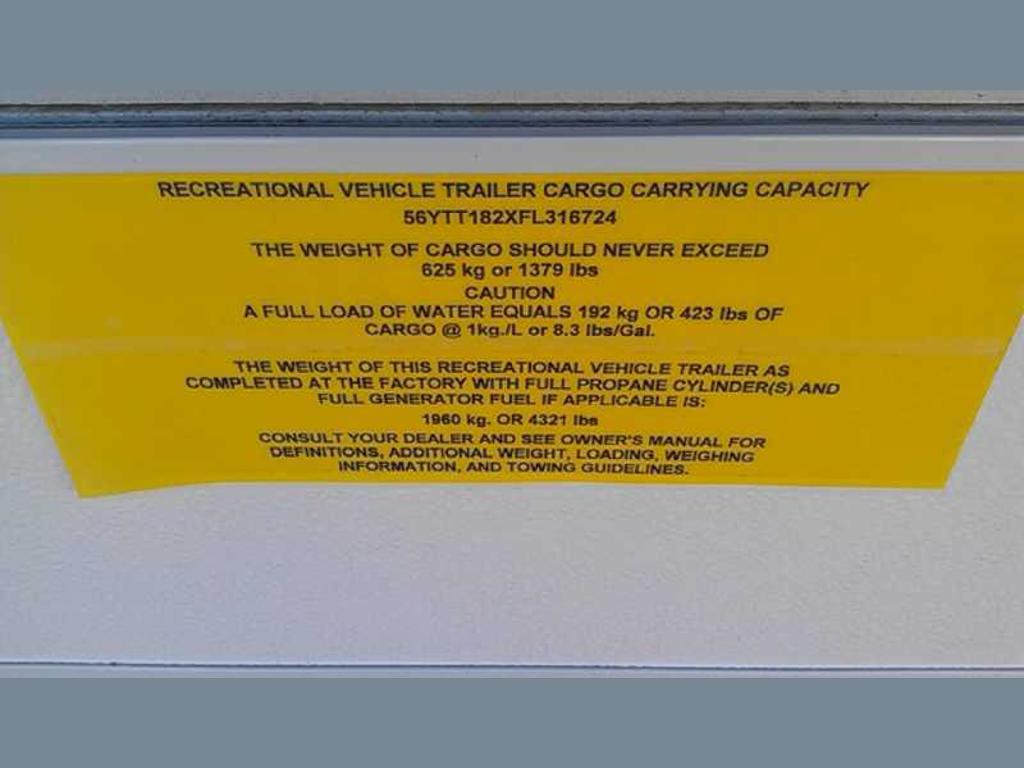 RECREATIONAL VEHICLE TRAILER CARGO CARRYING CAPACITY
56YTT182XFL316724
THE WEIGHT OF CARGO SHOULD NEVER EXCEED
625 kg or 1379 lbs
CAUTION
A FULL LOAD OF WATER EQUALS 192 kg OR 423 lbs OF
CARGO @ 1kg./L or 8.3 lbs/Gal.
THE WEIGHT OF THIS RECREATIONAL VEHICLE TRAILER AS
COMPLETED AT THE FACTORY WITH FULL PROPANE CYLINDER(S) AND
FULL GENERATOR FUEL IF APPLICABLE IS:
1960 kg. OR 4321 lbs
CONSULT YOUR DEALER AND SEE OWNER'S MANUAL FOR
DEFINITIONS, ADDITIONAL WEIGHT, LOADING, WEIGHING
INFORMATION, AND TOWING GUIDELINES.